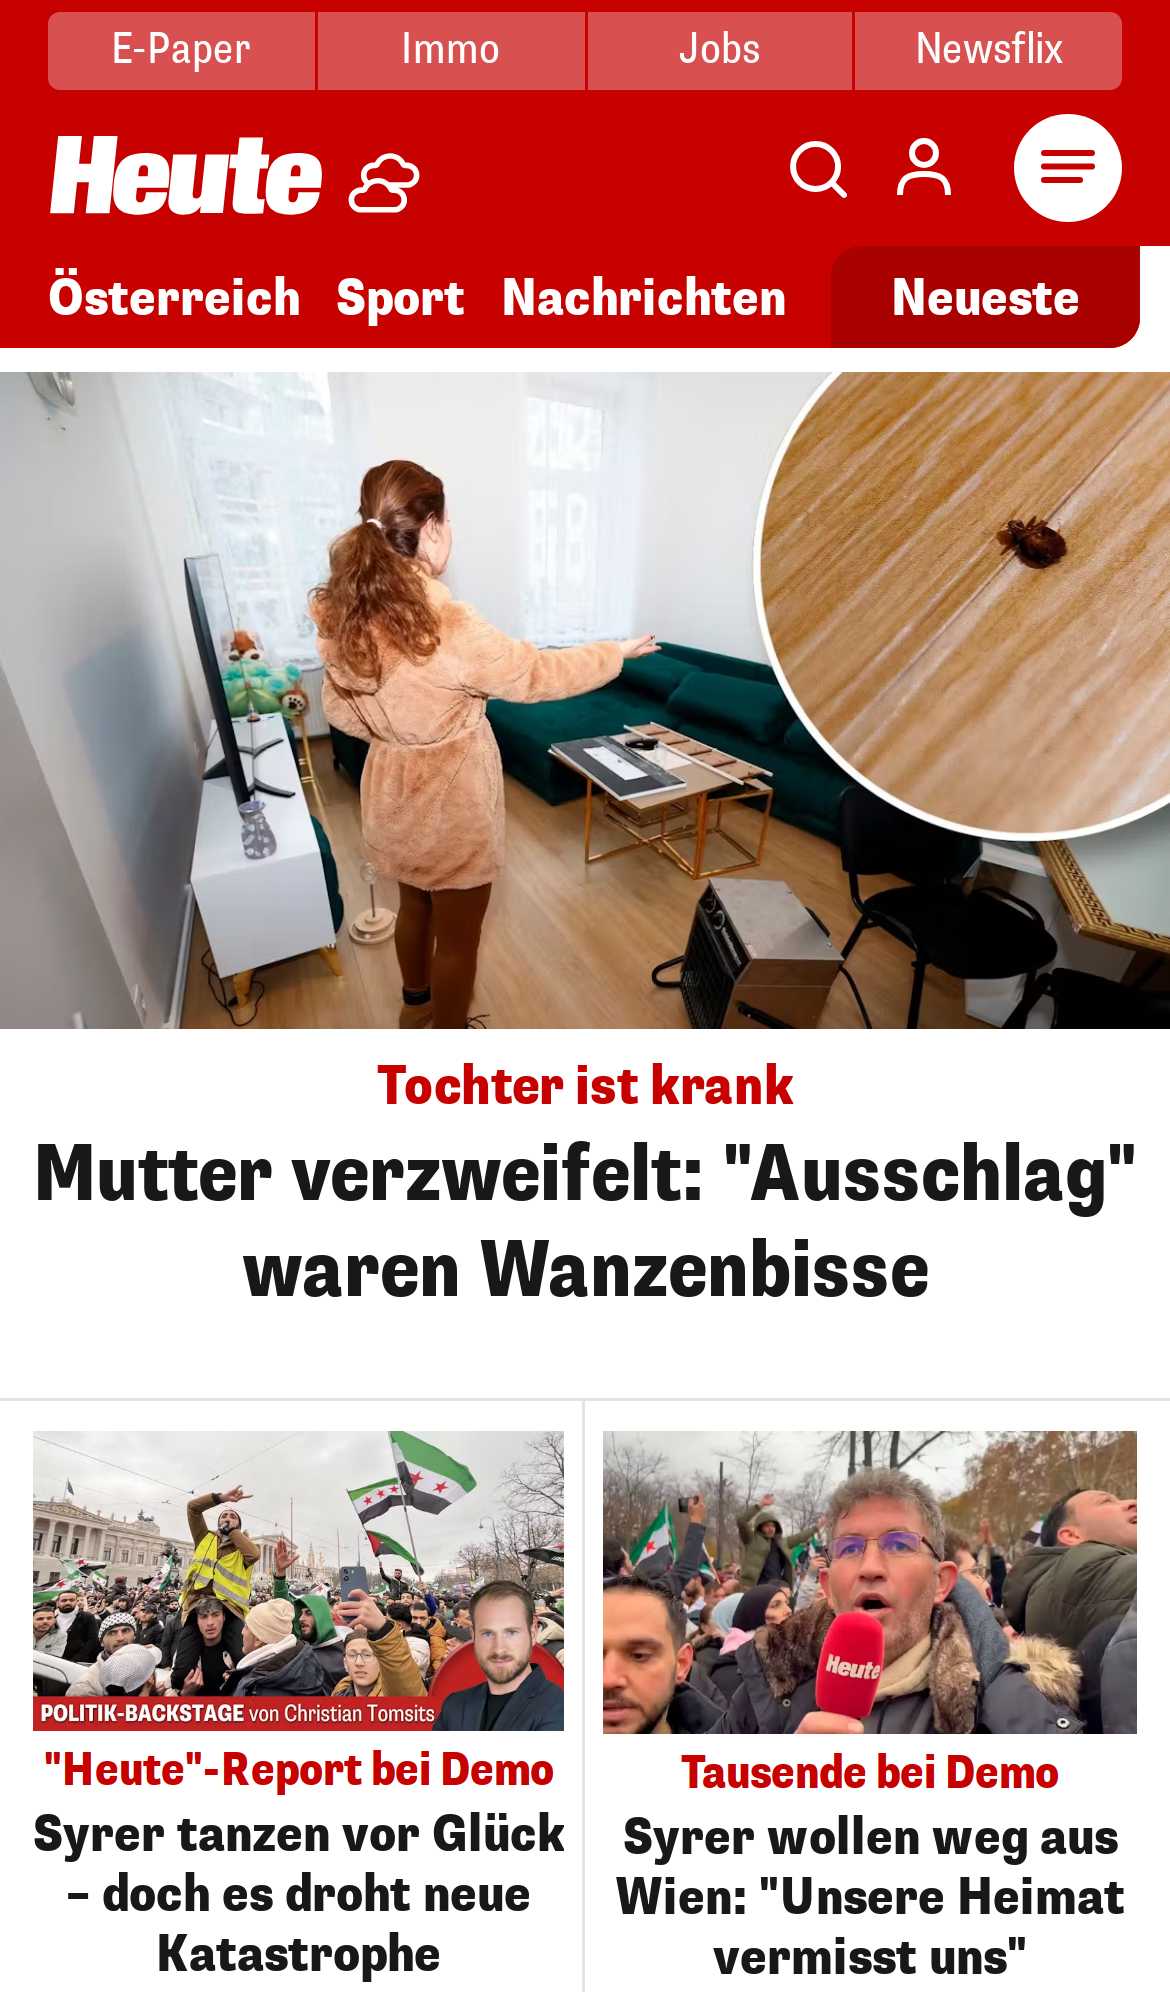 E-Paper
Immo
Jobs
Newsflix
Heute
Österreich
Sport
Nachrichten
Neueste
Tochter ist krank
Mutter verzweifelt: "Ausschlag"
waren Wanzenbisse
POLITIK-BACKSTAGE von Christian Tomsits
"Heute"-Report bei Demo
Syrer tanzen vor Glück
– doch es droht neue
Katastrophe
Heute
Tausende bei Demo
Syrer wollen weg aus
Wien: "Unsere Heimat
vermisst uns"